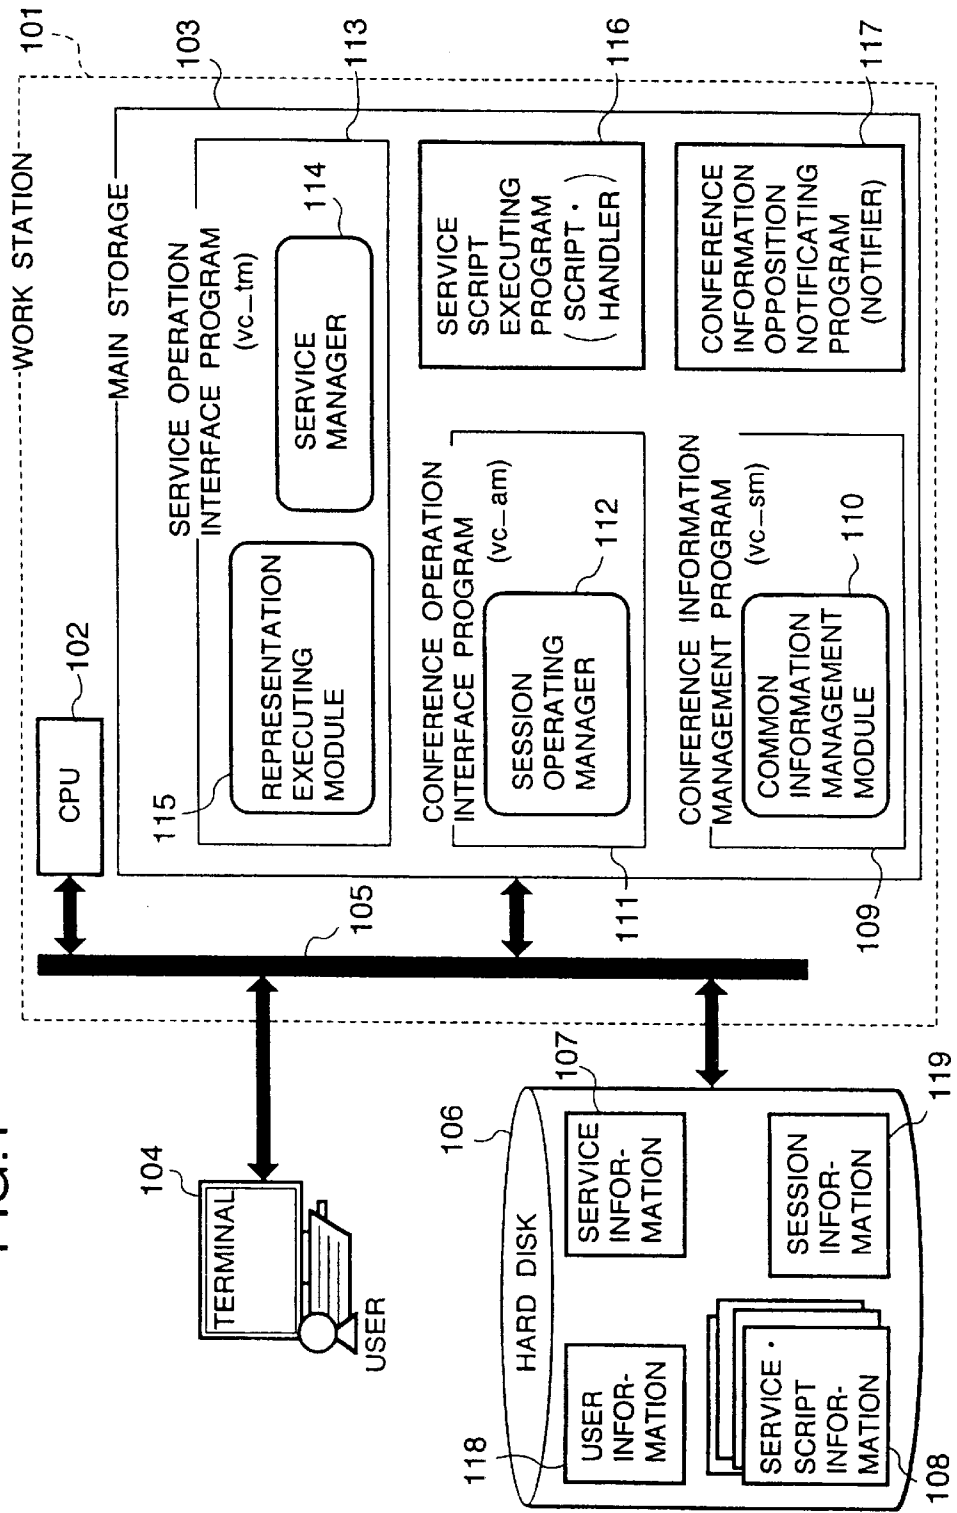 FIG.1
WORK STATION
101
CPU
102
MAIN STORAGE
103
SERVICE OPERATION
INTERFACE PROGRAM
(vc_tm)
113
115
REPRESENTATION
EXECUTING
MODULE
SERVICE
MANAGER
114
105
CONFERENCE OPERATION
INTERFACE PROGRAM
(vc_am)
SESSION
OPERATING
MANAGER
112
111
SERVICE
SCRIPT
EXECUTING
PROGRAM
(SCRIPT・
HANDLER)
116
CONFERENCE INFORMATION
MANAGEMENT PROGRAM
(vc_sm)
COMMON
INFORMATION
MANAGEMENT
MODULE
110
109
CONFERENCE
INFORMATION
OPPOSITION
NOTIFICATING
PROGRAM
(NOTIFIER)
117
104
TERMINAL
USER
106
HARD DISK
118
USER
INFOR-
MATION
107
SERVICE
INFOR-
MATION
SERVICE・
SCRIPT
INFOR-
MATION
108
SESSION
INFOR-
MATION
119